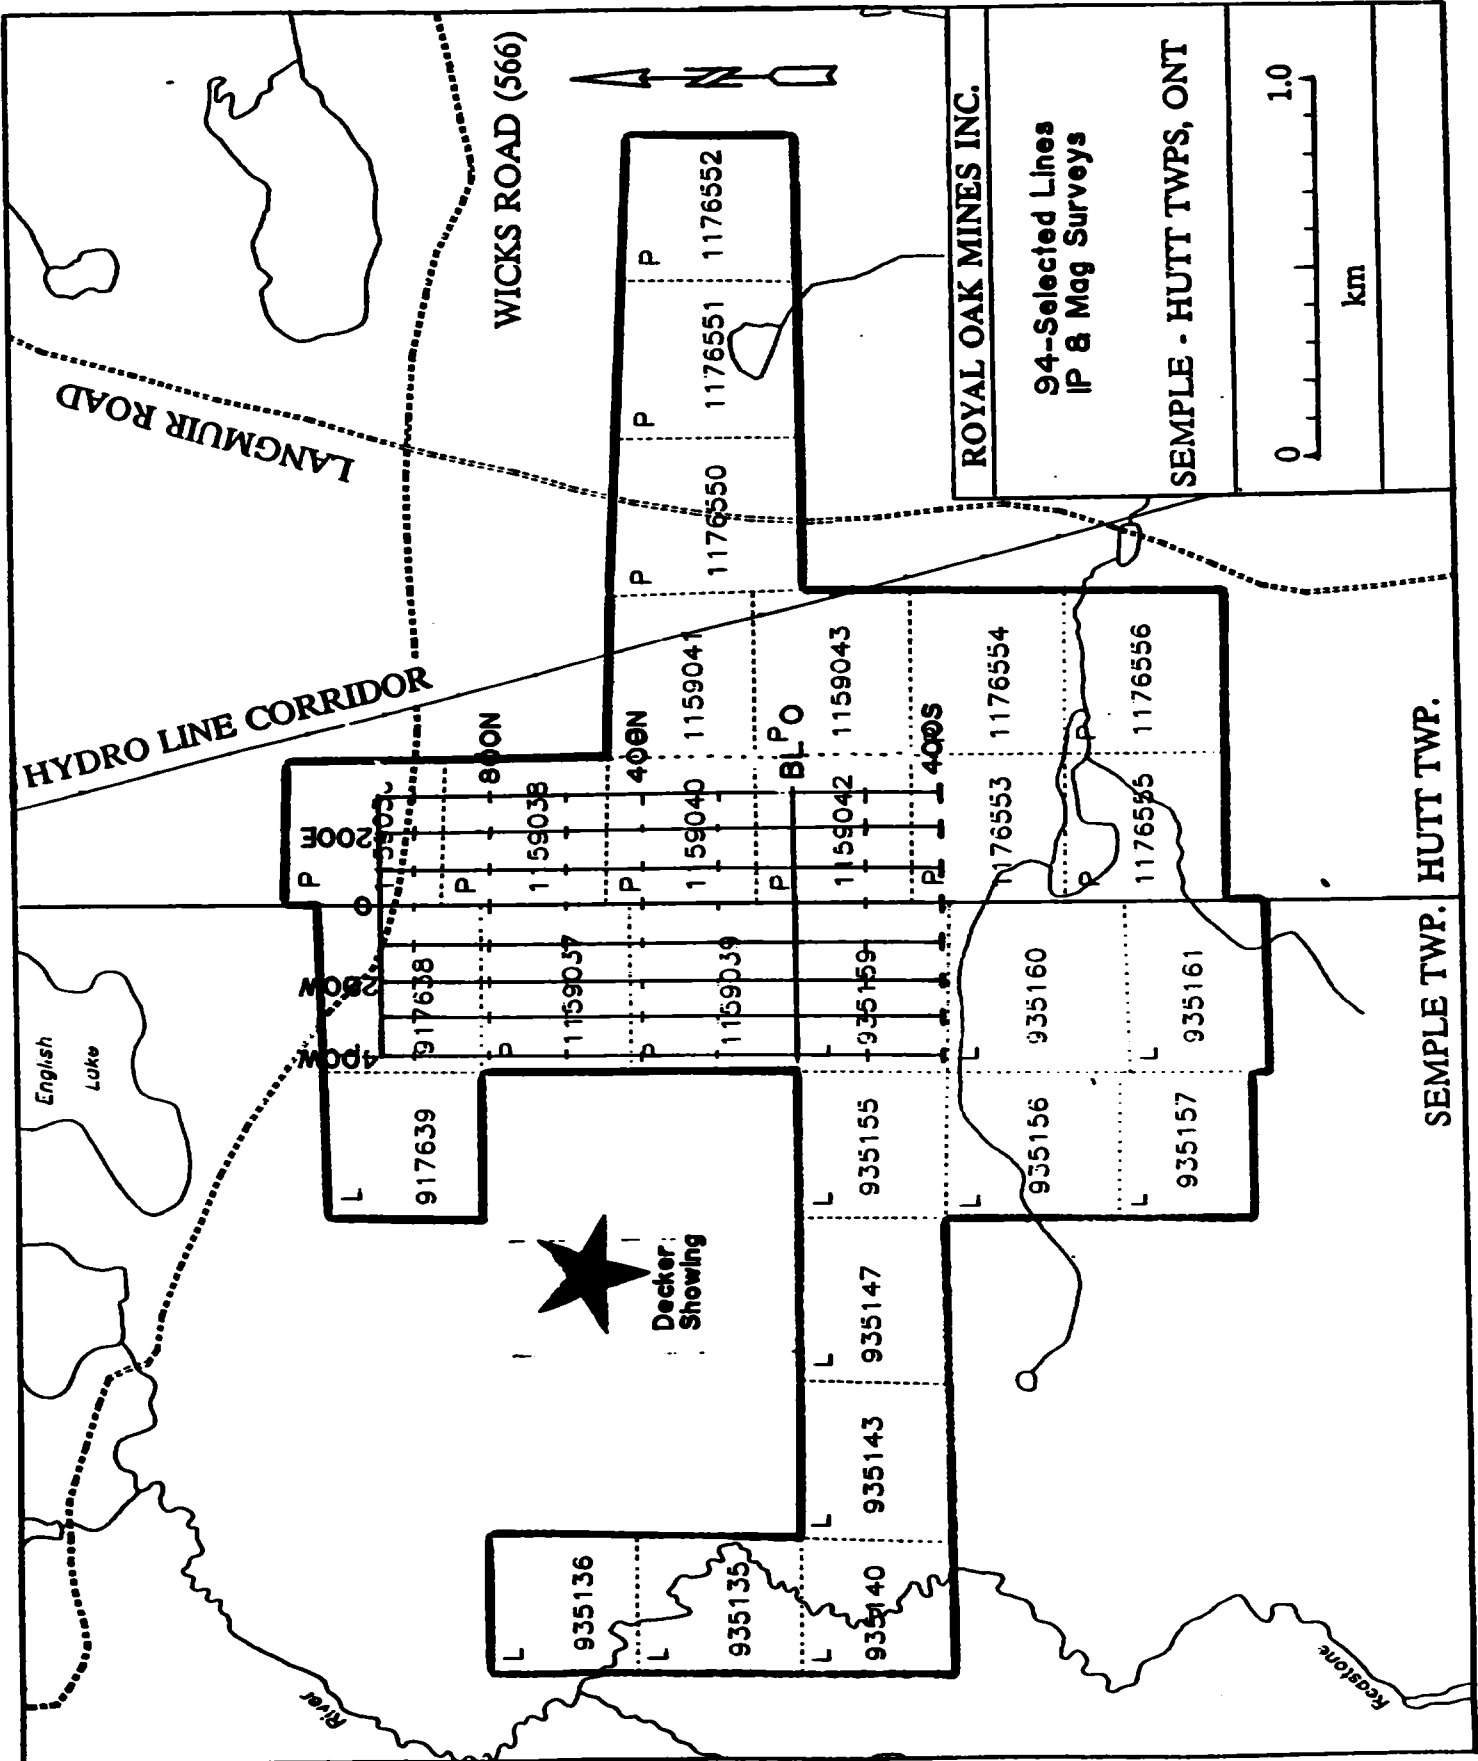 English
Lake
River
Redstone
HYDRO LINE CORRIDOR
LANGMUIR ROAD
WICKS ROAD (566)
400W
200W
0
200E
800N
400N
BL 0
400S
L
917639
917638
P
P
1159038
P
1159037
P
1159040
P
1159039
1159041
P
1159042
P
1159043
L
935159
P
1176550
P
1176551
P
1176552
P
1176553
1176554
P
1176555
P
1176556
L
935160
L
935161
L
935155
L
935156
L
935157
L
935147
L
935143
L
935140
L
935135
L
935136
Decker
Showing
SEMPLE TWP.
HUTT TWP.
ROYAL OAK MINES INC.
94-Selected Lines
IP & Mag Surveys
SEMPLE - HUTT TWPS, ONT
0 1.0
km